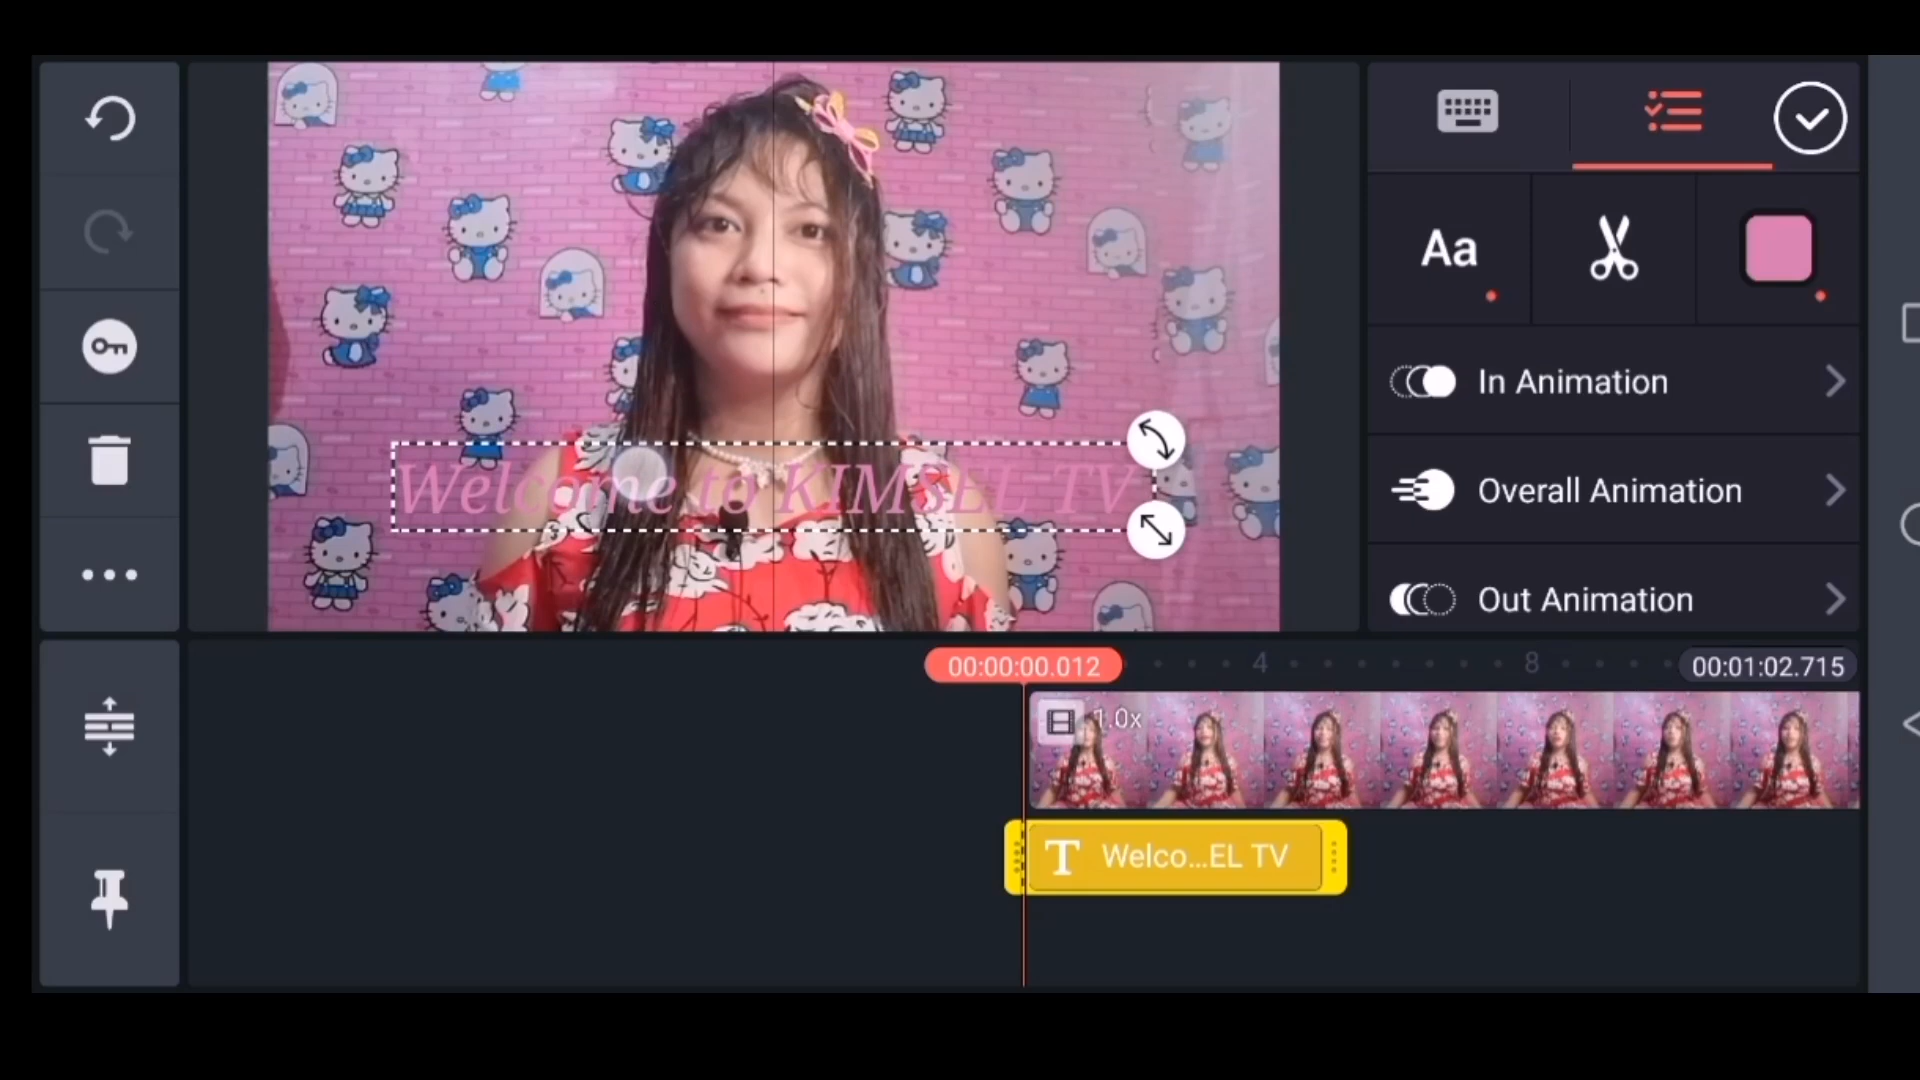 Aa
In Animation
Welcome to KIMSEL TV
Overall Animation
Out Animation
00:00:00.012
4
8
00:01:02.715
1.0x
T Welco...EL TV